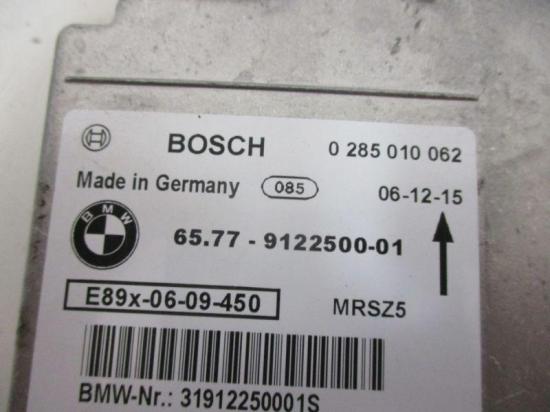 BOSCH 0 285 010 062
Made in Germany 085 06-12-15
BMW 65.77 - 9122500-01
E89x-06-09-450 MRSZ5
BMW-Nr.: 31912250001S